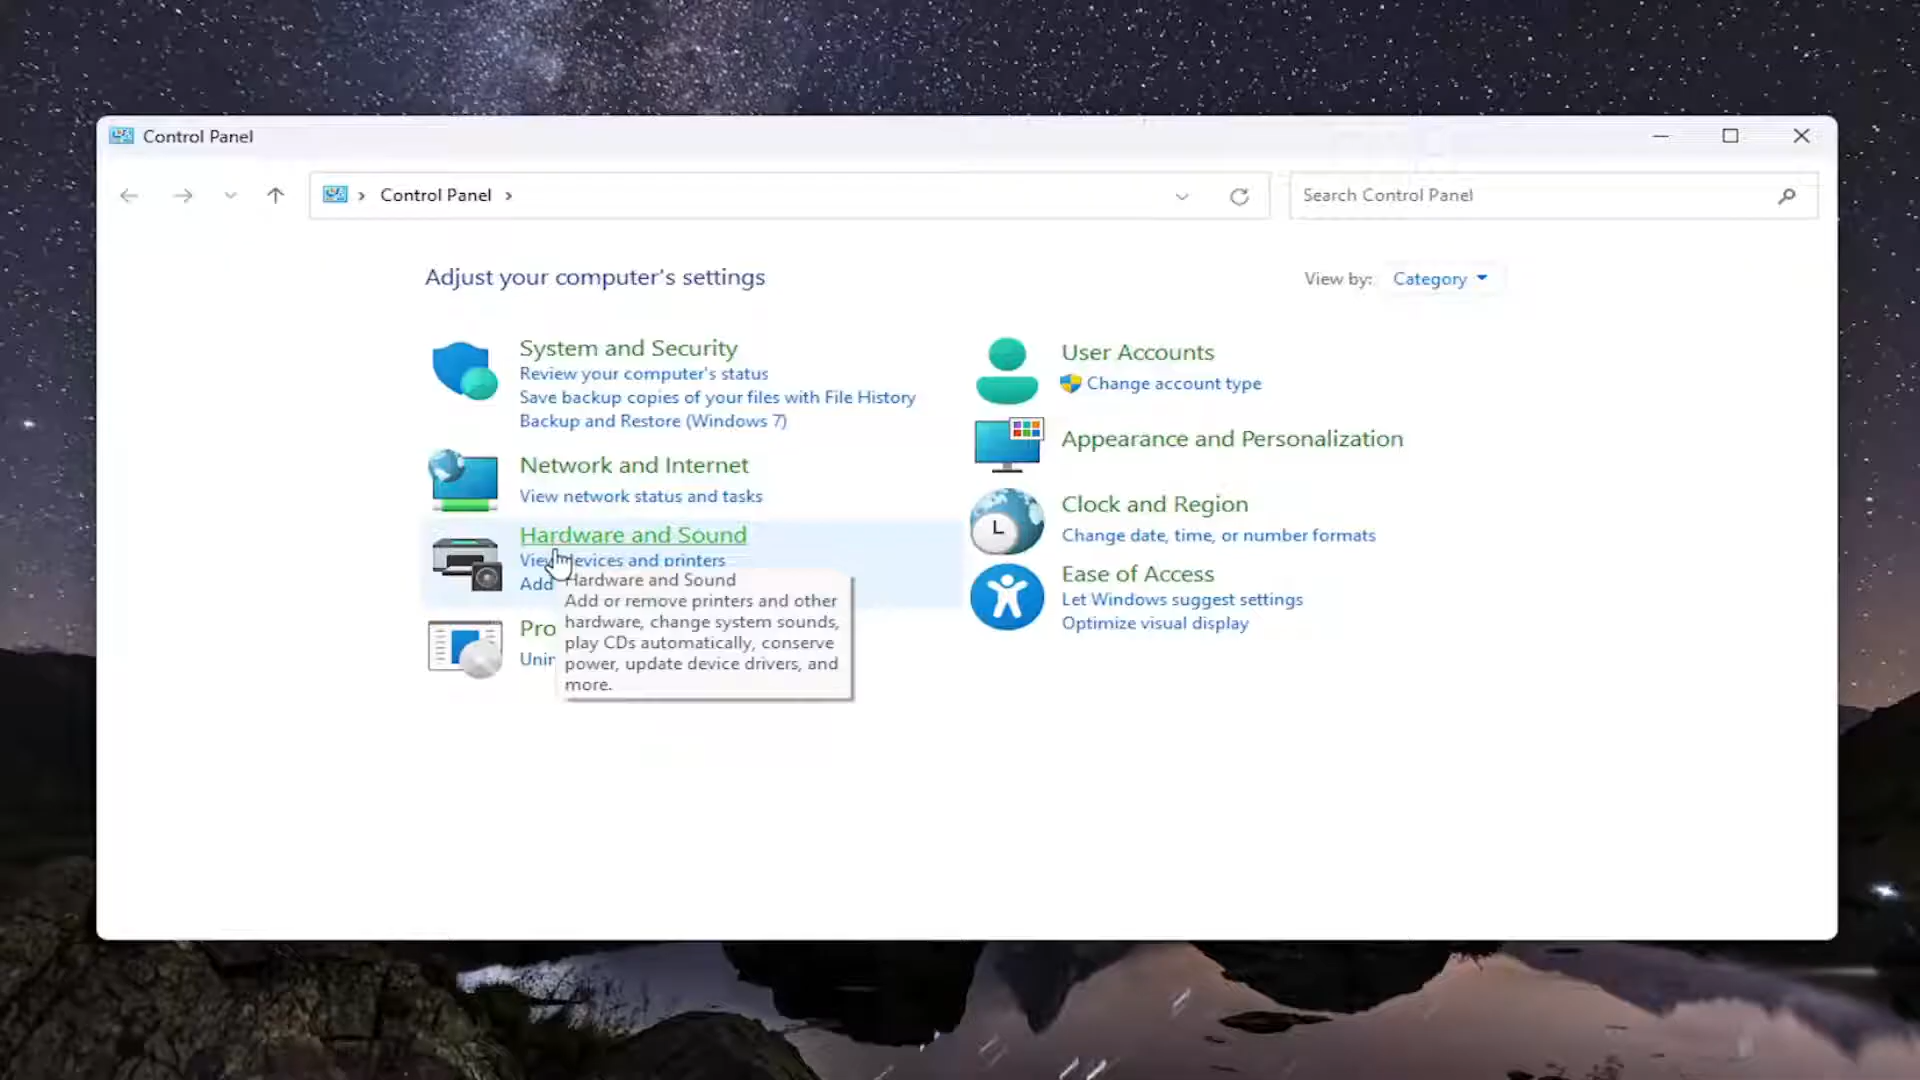 Control Panel
Control Panel
Search Control Panel
Adjust your computer's settings
View by: Category
System and Security
Review your computer's status
Save backup copies of your files with File History
Backup and Restore (Windows 7)
Network and Internet
View network status and tasks
Hardware and Sound
View devices and printers
Add
Hardware and Sound
Add or remove printers and other
hardware, change system sounds,
play CDs automatically, conserve
power, update device drivers, and
more.
User Accounts
Change account type
Appearance and Personalization
Clock and Region
Change date, time, or number formats
Ease of Access
Let Windows suggest settings
Optimize visual display